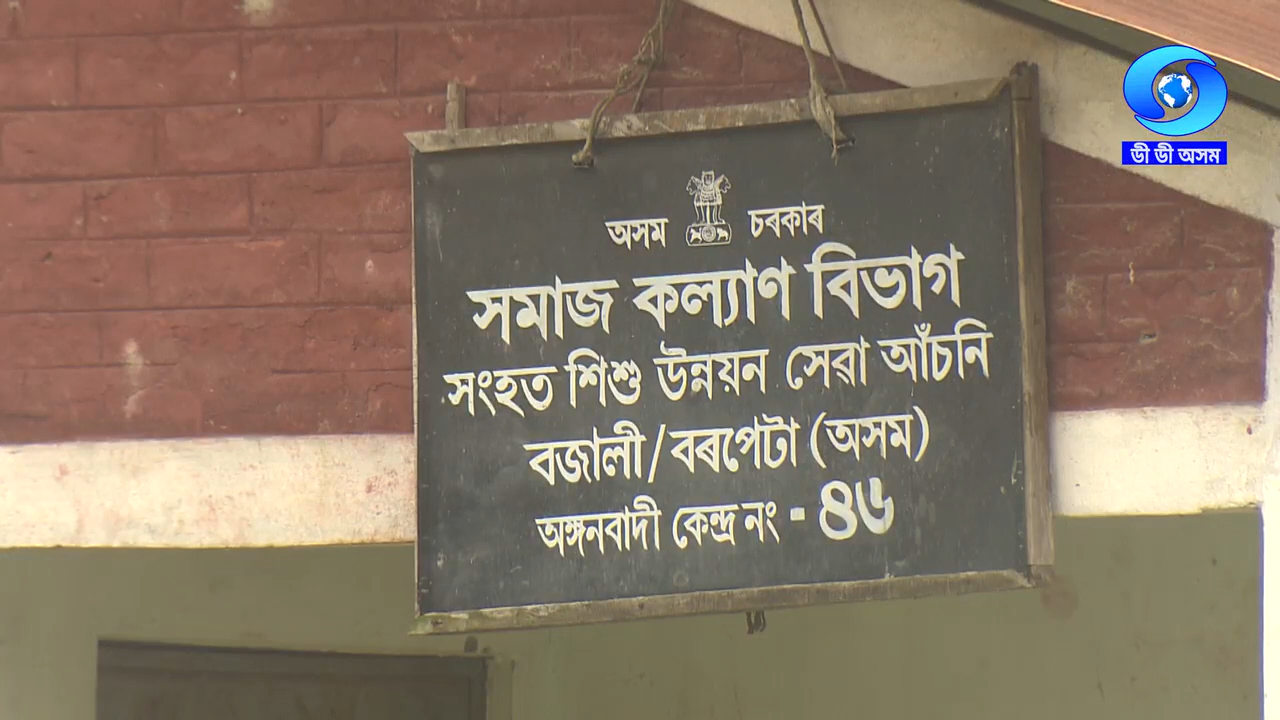 ডী ডী অসম
অসম চৰকাৰ
সমাজ কল্যাণ বিভাগ
সংহত শিশু উন্নয়ন সেৱা আঁচনি
বজালী/বৰপেটা (অসম)
অঙ্গনবাদী কেন্দ্ৰ নং - ৪৬